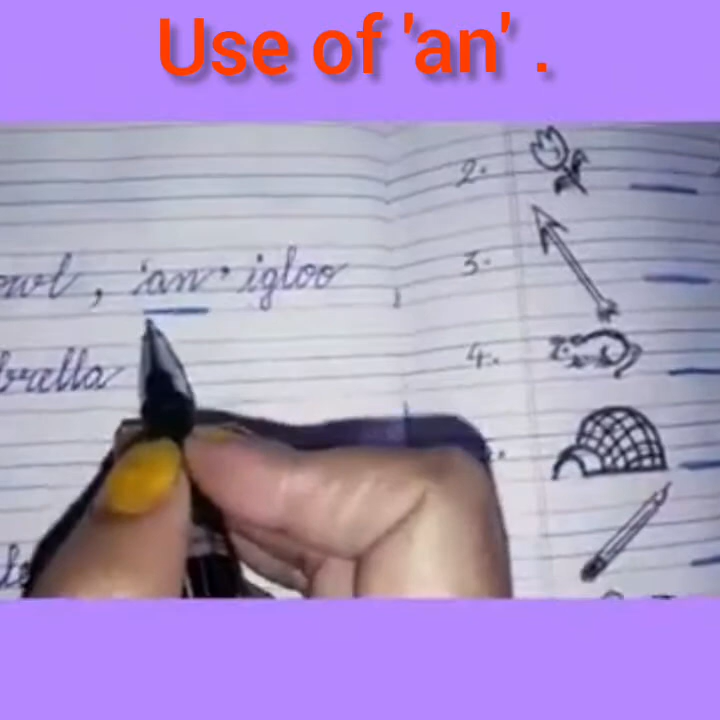 Use of 'an' .
2.
owl , 'an' igloo ,
3.
brella
4.